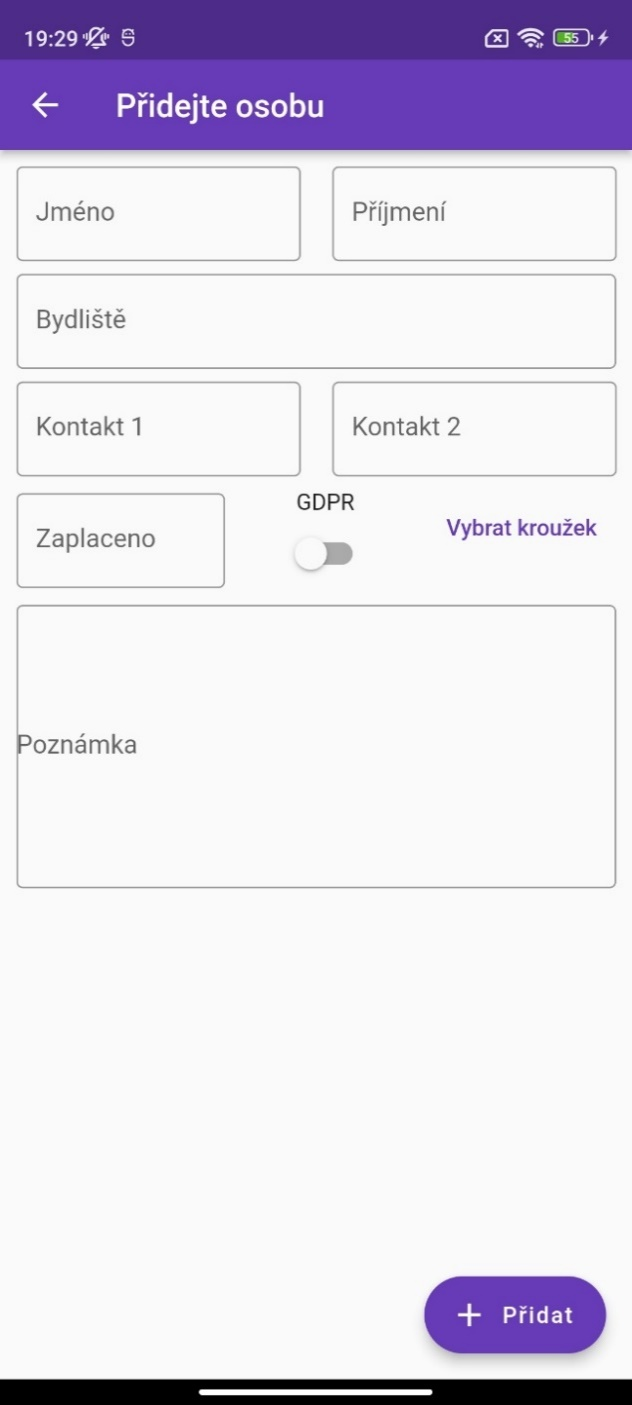 19:29
55
Přidejte osobu
Jméno
Příjmení
Bydliště
Kontakt 1
Kontakt 2
Zaplaceno
GDPR
Vybrat kroužek
Poznámka
Přidat